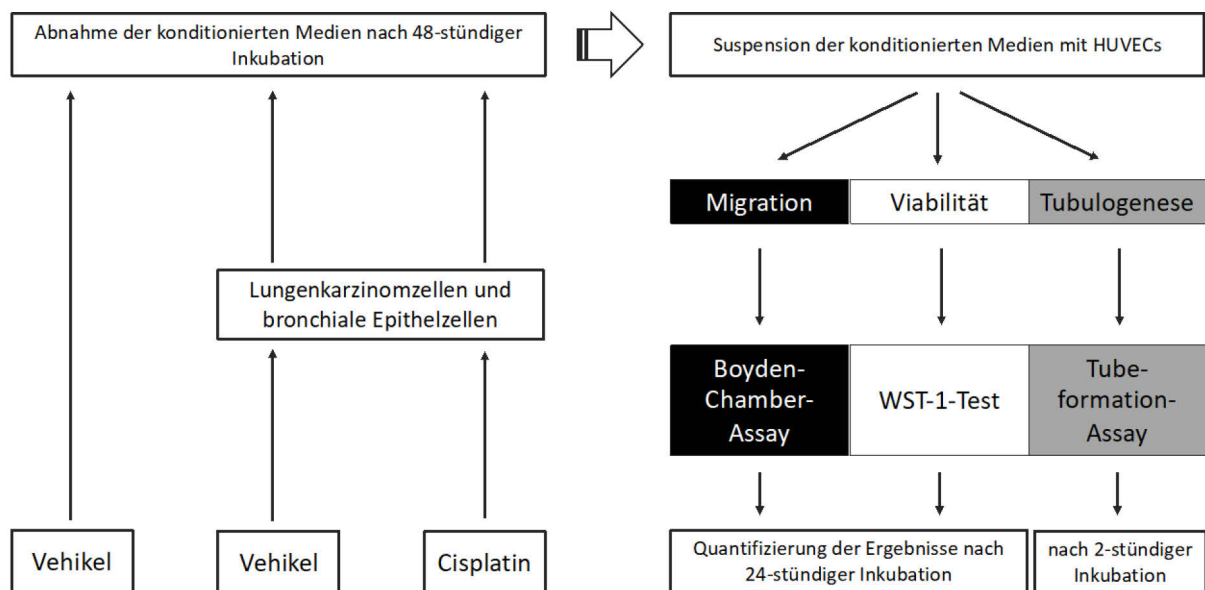 Abnahme der konditionierten Medien nach 48-stündiger
Inkubation
Suspension der konditionierten Medien mit HUVECs
Migration
Viabilität
Tubulogenese
Lungenkarzinomzellen und
bronchiale Epithelzellen
Boyden-
Chamber-
Assay
WST-1-Test
Tube-
formation-
Assay
Vehikel
Vehikel
Cisplatin
Quantifizierung der Ergebnisse nach
24-stündiger Inkubation
nach 2-stündiger
Inkubation